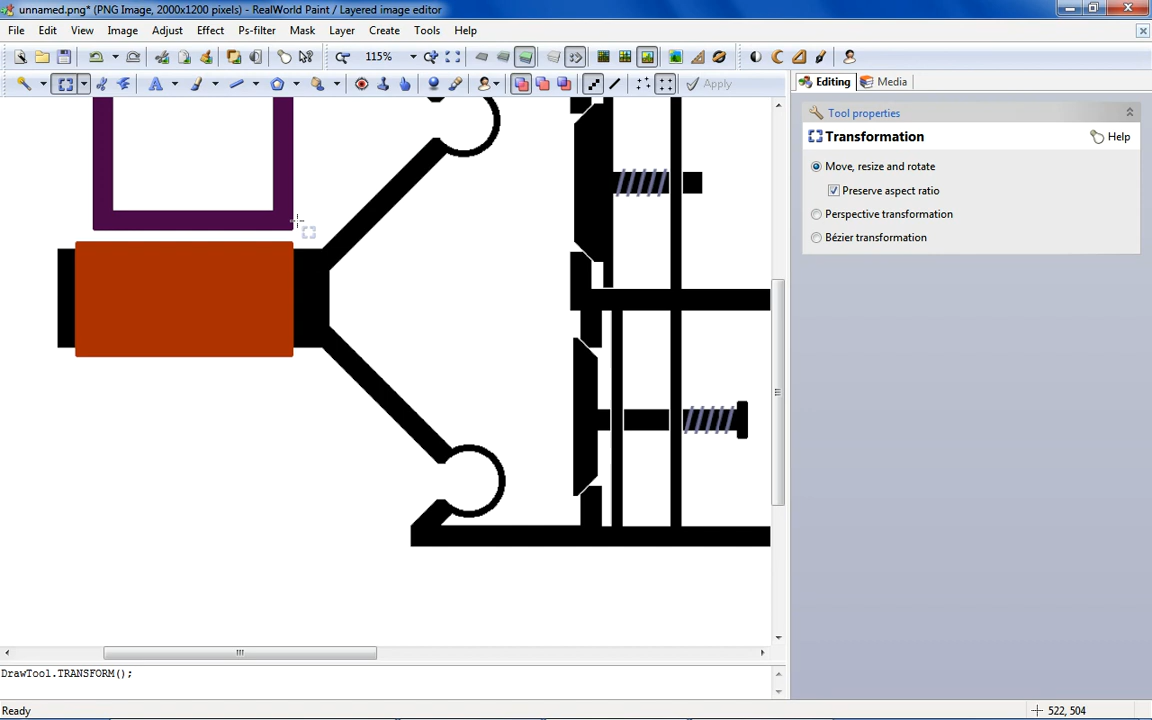 unnamed.png* (PNG Image, 2000x1200 pixels) - RealWorld Paint / Layered image editor
File Edit View Image Adjust Effect Ps-filter Mask Layer Create Tools Help
115%
Apply
Editing Media
Tool properties
Transformation Help
Move, resize and rotate
Preserve aspect ratio
Perspective transformation
Bézier transformation
DrawTool.TRANSFORM();
Ready 522, 504